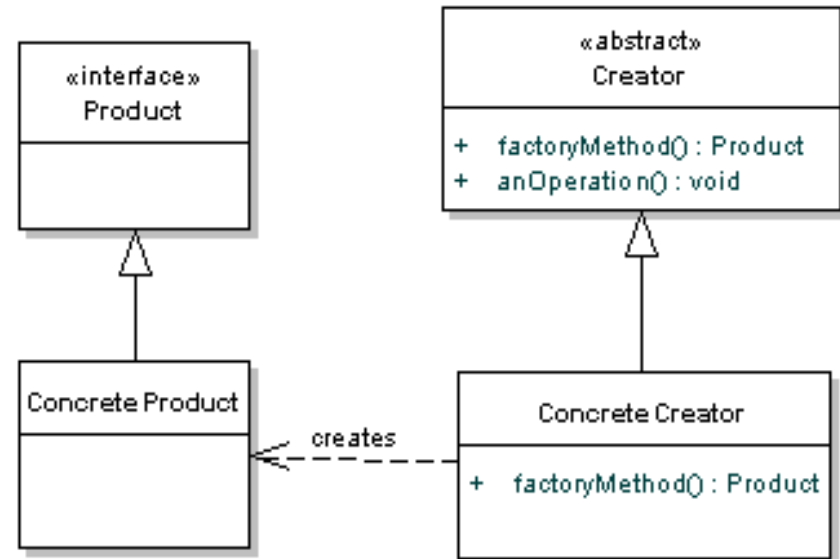 «interface»
Product
«abstract»
Creator
+ factoryMethod() : Product
+ anOperation() : void
Concrete Product
creates
Concrete Creator
+ factoryMethod() : Product